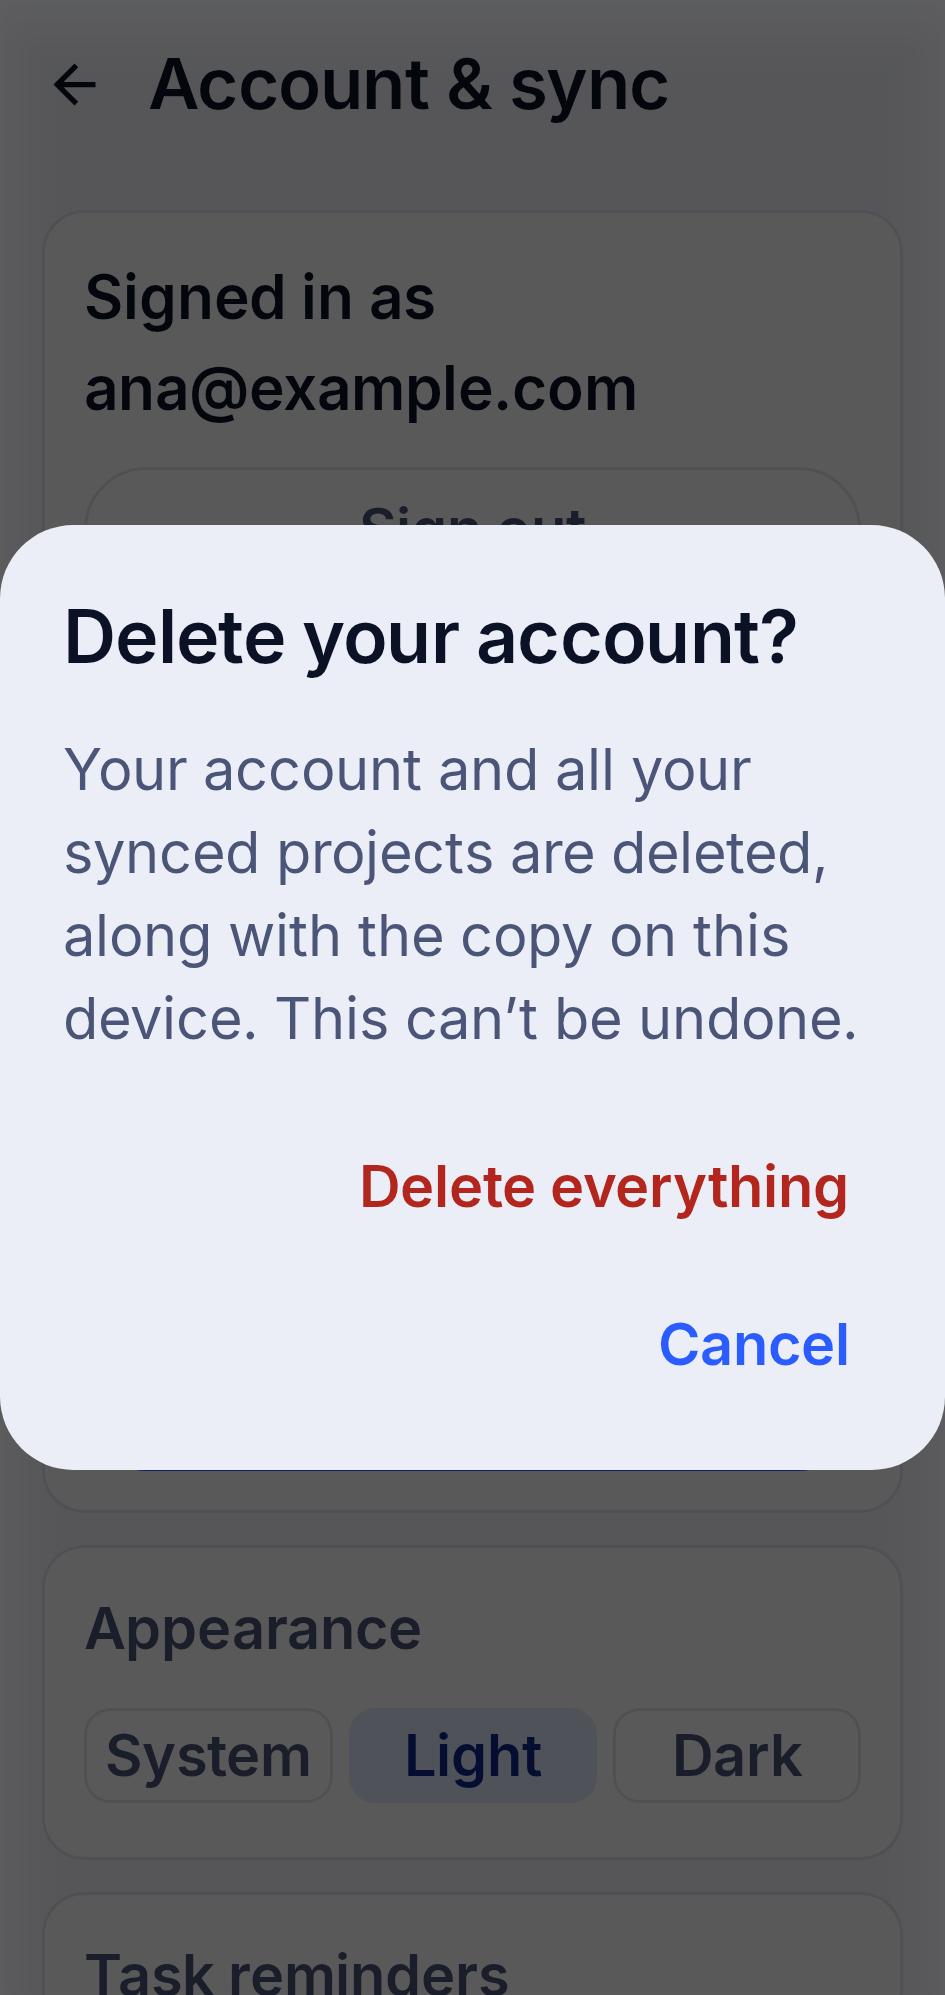 Account & sync
Signed in as
ana@example.com
Sign out
Delete your account?
Your account and all your
synced projects are deleted,
along with the copy on this
device. This can’t be undone.
Delete everything
Cancel
Appearance
System Light Dark
Task reminders